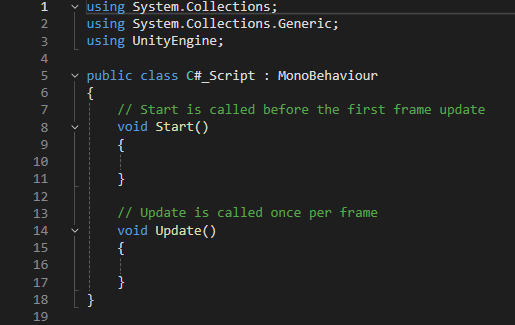 1 using System.Collections;
2 using System.Collections.Generic;
3 using UnityEngine;
4
5 public class C#_Script : MonoBehaviour
6 {
7 // Start is called before the first frame update
8 void Start()
9 {
10
11 }
12
13 // Update is called once per frame
14 void Update()
15 {
16
17 }
18 }
19